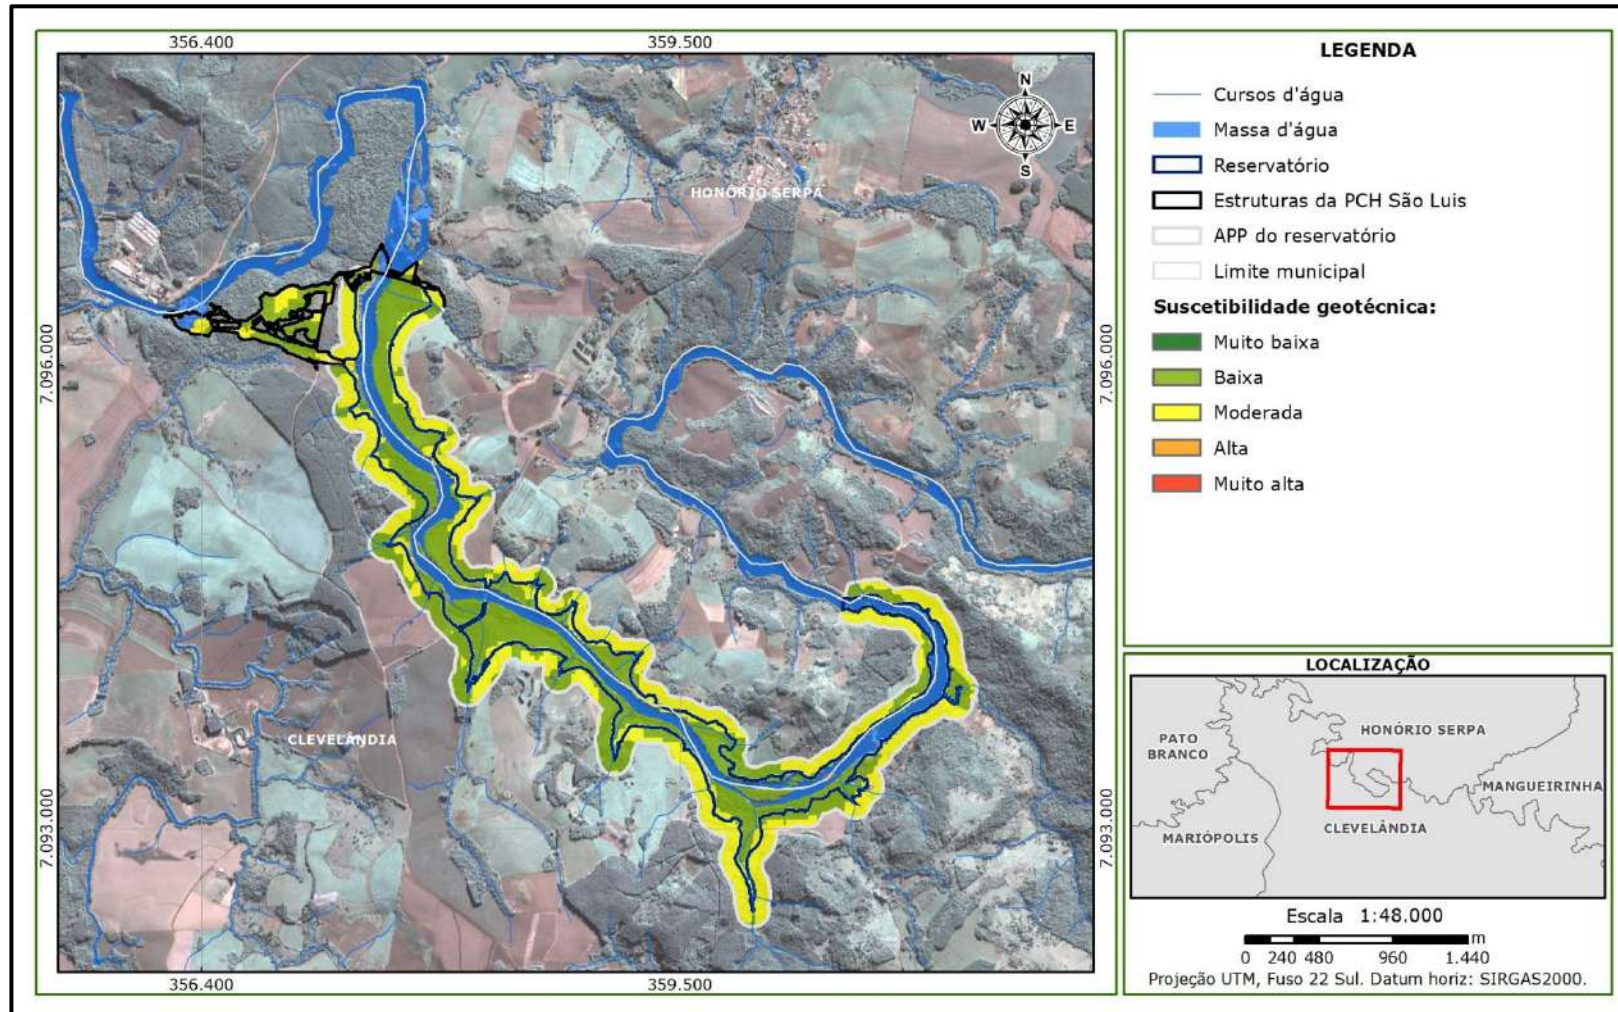 356.400
359.500
N
W
E
S
HONÓRIO SERPA
7.096.000
7.096.000
CLEVELÂNDIA
7.093.000
7.093.000
356.400
359.500
LEGENDA
Cursos d'água
Massa d'água
Reservatório
Estruturas da PCH São Luis
APP do reservatório
Limite municipal
Suscetibilidade geotécnica:
Muito baixa
Baixa
Moderada
Alta
Muito alta
LOCALIZAÇÃO
HONÓRIO SERPA
PATO
BRANCO
MANGUEIRINHA
CLEVELÂNDIA
MARIÓPOLIS
Escala 1:48.000
m
0 240 480 960 1.440
Projeção UTM, Fuso 22 Sul. Datum horiz: SIRGAS2000.